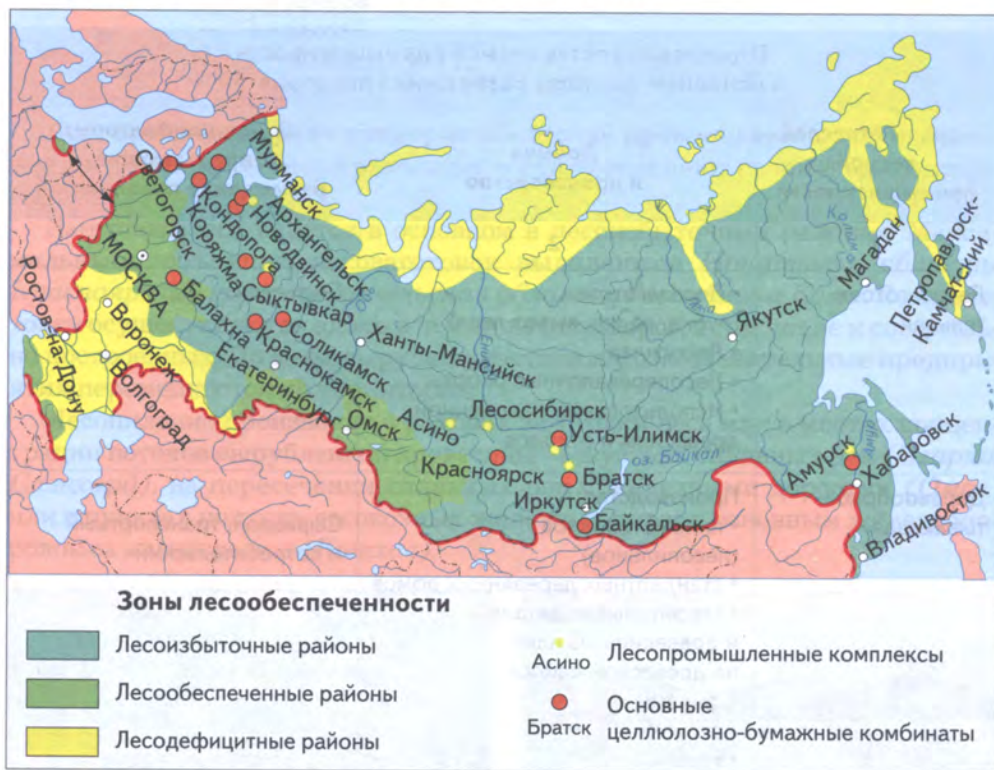 Мурманск
Светогорск
Кондопога
Архангельск
Новодвинск
Коряжма
МОСКВА
Сыктывкар
Ростов-на-Дону
Воронеж
Балахна
Соликамск
Ханты-Мансийск
Краснокамск
Волгоград
Екатеринбург
Омск
Асино
Лесосибирск
Усть-Илимск
Красноярск
Братск
оз. Байкал
Иркутск
Байкальск
Якутск
Магадан
Петропавловск-
Камчатский
Амурск
Хабаровск
Владивосток
Зоны лесообеспеченности
Лесоизбыточные районы
Лесообеспеченные районы
Лесодефицитные районы
Асино
Лесопромышленные комплексы
Братск
Основные
целлюлозно-бумажные комбинаты